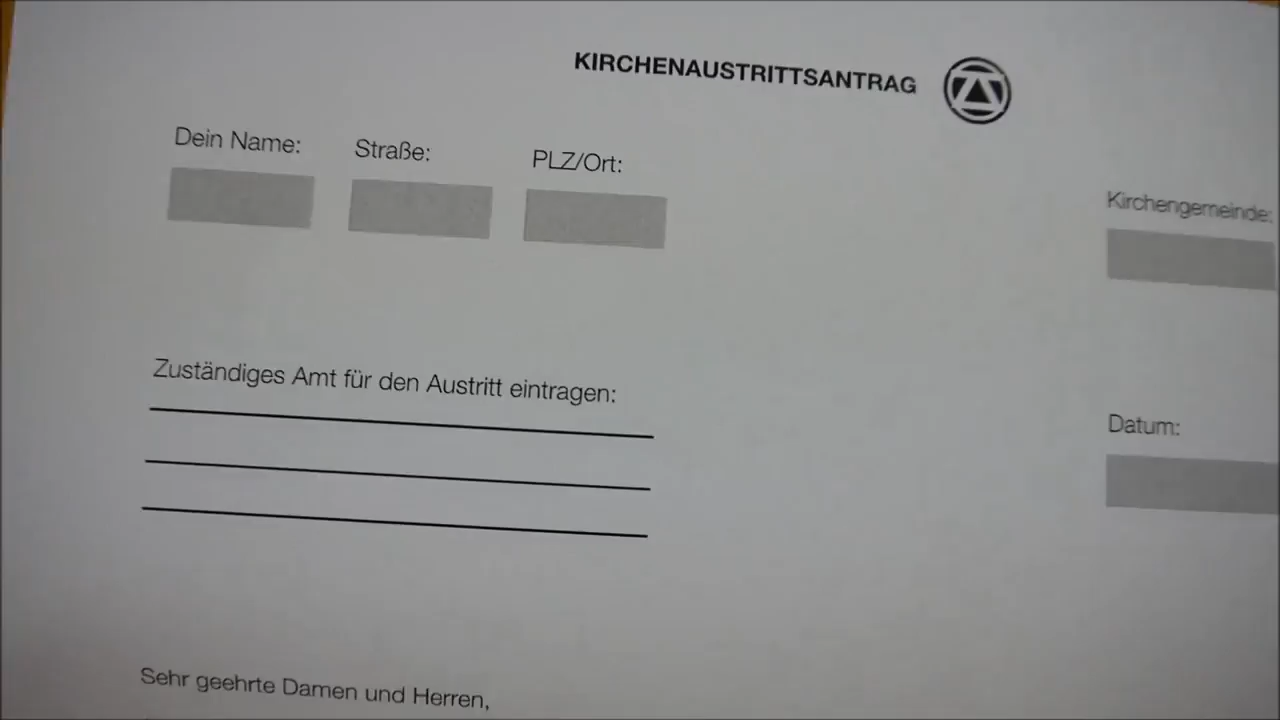 KIRCHENAUSTRITTSANTRAG
Dein Name: Straße: PLZ/Ort:
Kirchengemeinde:
Zuständiges Amt für den Austritt eintragen:
Datum:
Sehr geehrte Damen und Herren,